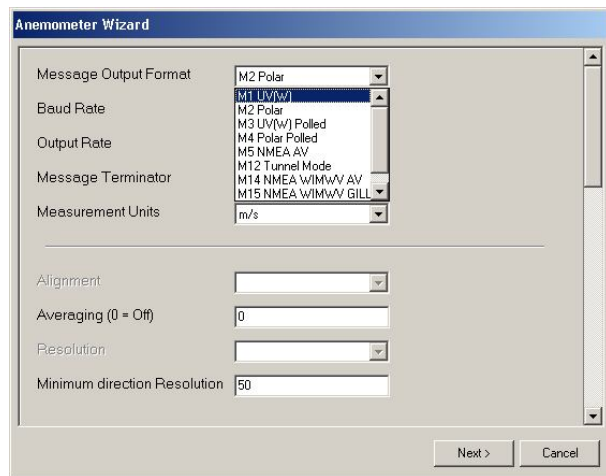 Anemometer Wizard
Message Output Format
M2 Polar
M1 UV(W)
M2 Polar
M3 UV(W) Polled
M4 Polar Polled
M5 NMEA AV
M12 Tunnel Mode
M14 NMEA WIMWV AV
M15 NMEA WIMWV GILL
Baud Rate
Output Rate
Message Terminator
Measurement Units
m/s
Alignment
Averaging (0 = Off)
0
Resolution
Minimum direction Resolution
50
Next >
Cancel